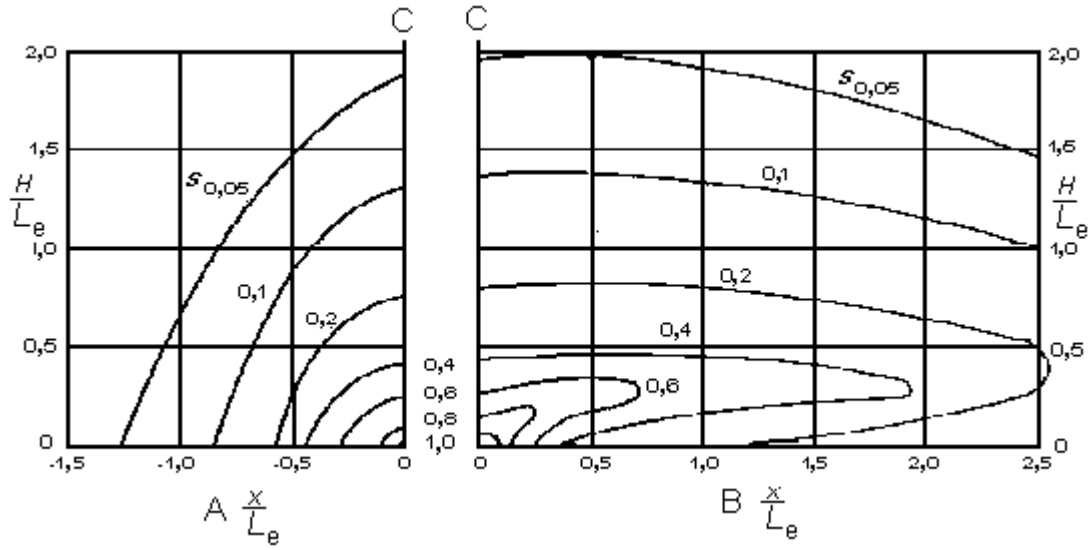 C C
2,0 s0,05 2,0
1,5 0,1 1,5
s0,05
H/Le H/Le
1,0 1,0
0,1 0,2
0,2 0,4
0,5 0,4 0,5
0,6 0,6
0,8
0 1,0 0
-1,5 -1,0 -0,5 0 0 0,5 1,0 1,5 2,0 2,5
A x/Le B x/Le